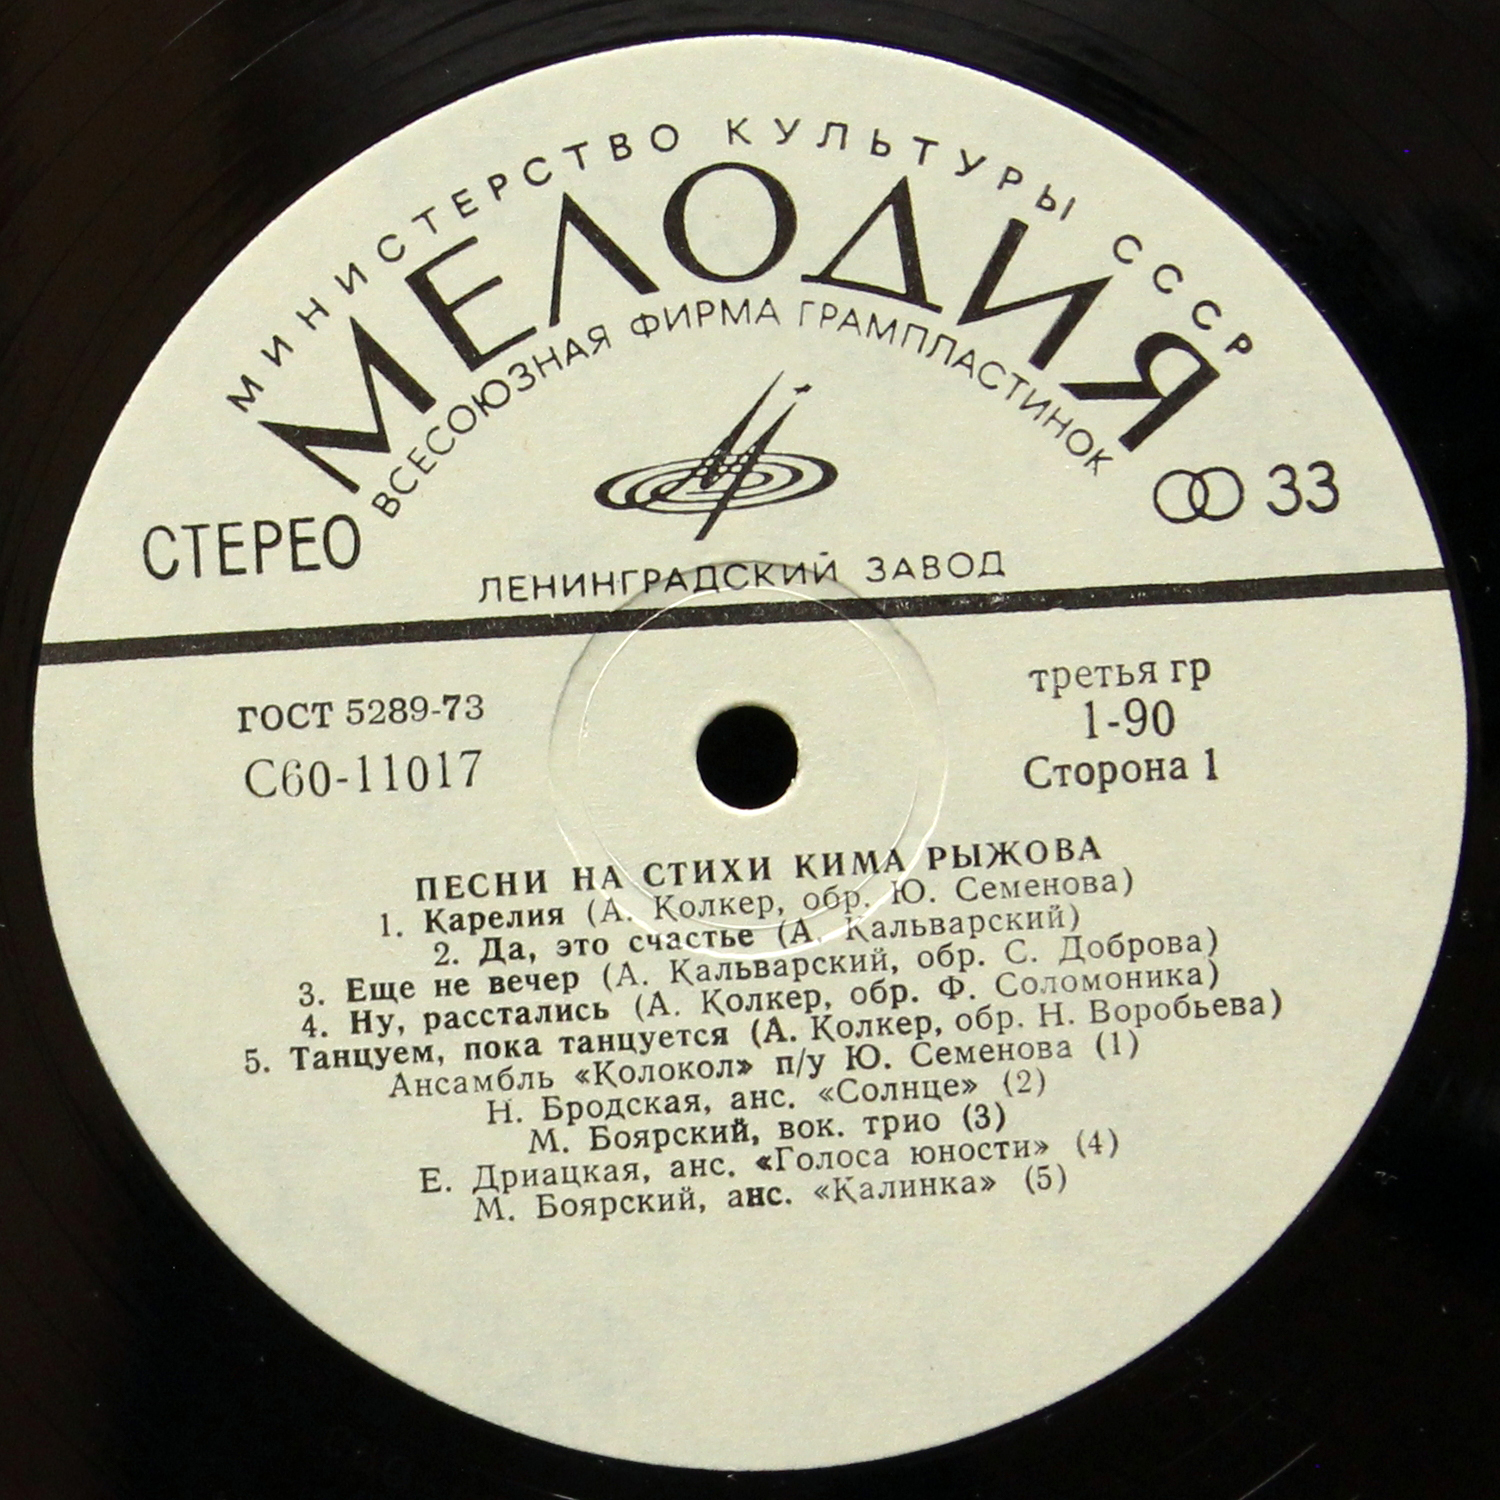 МИНИСТЕРСТВО КУЛЬТУРЫ СССР
МЕЛОДИЯ
ВСЕСОЮЗНАЯ ФИРМА ГРАМПЛАСТИНОК
СТЕРЕО
33
ЛЕНИНГРАДСКИЙ ЗАВОД
ГОСТ 5289-73
С60-11017
третья гр
1-90
Сторона 1
ПЕСНИ НА СТИХИ КИМА РЫЖОВА
1. Карелия (А. Колкер, обр. Ю. Семенова)
2. Да, это счастье (А. Кальварский)
3. Еще не вечер (А. Кальварский, обр. С. Доброва)
4. Ну, расстались (А. Колкер, обр. Ф. Соломоника)
5. Танцуем, пока танцуется (А. Колкер, обр. Н. Воробьева)
Ансамбль «Колокол» п/у Ю. Семенова (1)
Н. Бродская, анс. «Солнце» (2)
М. Боярский, вок. трио (3)
Е. Дриацкая, анс. «Голоса юности» (4)
М. Боярский, анс. «Калинка» (5)